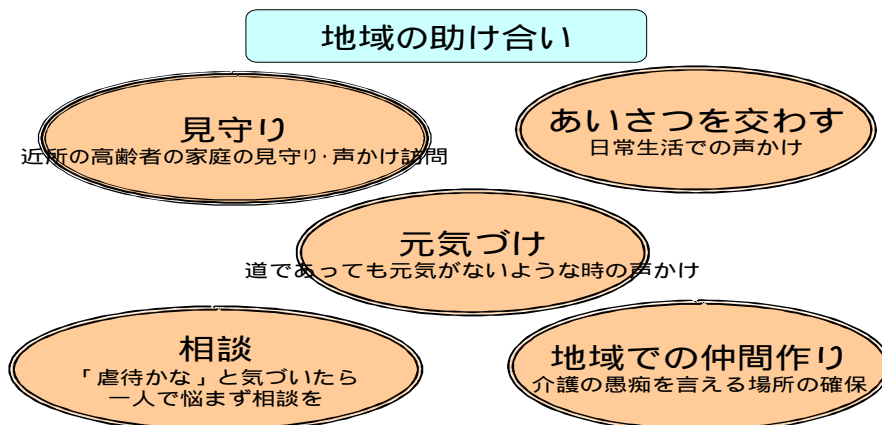 地域の助け合い
見守り
近所の高齢者の家庭の見守り・声かけ訪問
あいさつを交わす
日常生活での声かけ
元気づけ
道であっても元気がないような時の声かけ
相談
「虐待かな」と気づいたら
一人で悩まず相談を
地域での仲間作り
介護の愚痴を言える場所の確保